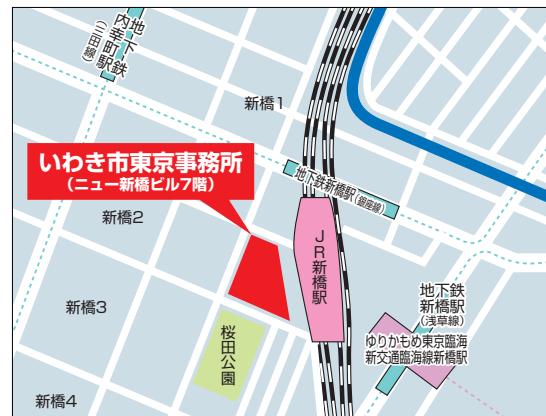 地下鉄
内幸町駅
(三田線)
新橋1
いわき市東京事務所
(ニュー新橋ビル7階)
地下鉄新橋駅(銀座線)
新橋2
JR新橋駅
新橋3
桜田公園
地下鉄
新橋駅
(浅草線)
ゆりかもめ東京臨海
新交通臨海線新橋駅
新橋4